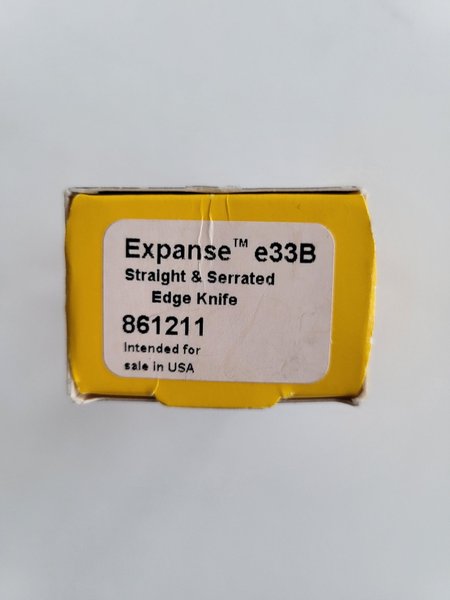 Expanse™ e33B
Straight & Serrated
Edge Knife
861211
Intended for
sale in USA